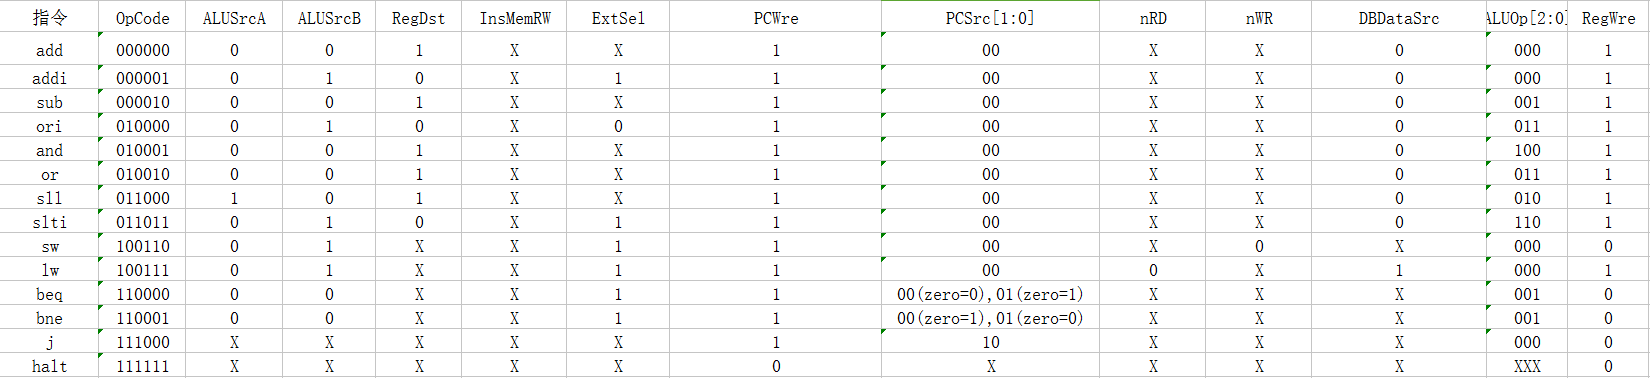 指令 OpCode ALUSrcA ALUSrcB RegDst InsMemRW ExtSel PCWre PCSrc[1:0] nRD nWR DBDataSrc ALUOp[2:0] RegWre
add 000000 0 0 1 X X 1 00 X X 0 000 1
addi 000001 0 1 0 X 1 1 00 X X 0 000 1
sub 000010 0 0 1 X X 1 00 X X 0 001 1
ori 010000 0 1 0 X 0 1 00 X X 0 011 1
and 010001 0 0 1 X X 1 00 X X 0 100 1
or 010010 0 0 1 X X 1 00 X X 0 011 1
sll 011000 1 0 1 X X 1 00 X X 0 010 1
slti 011011 0 1 0 X 1 1 00 X X 0 110 1
sw 100110 0 1 X X 1 1 00 X 0 X 000 0
lw 100111 0 1 X X 1 1 00 0 X 1 000 1
beq 110000 0 0 X X 1 1 00(zero=0),01(zero=1) X X X 001 0
bne 110001 0 0 X X 1 1 00(zero=1),01(zero=0) X X X 001 0
j 111000 X X X X X 1 10 X X X 000 0
halt 111111 X X X X X 0 X X X X XXX 0